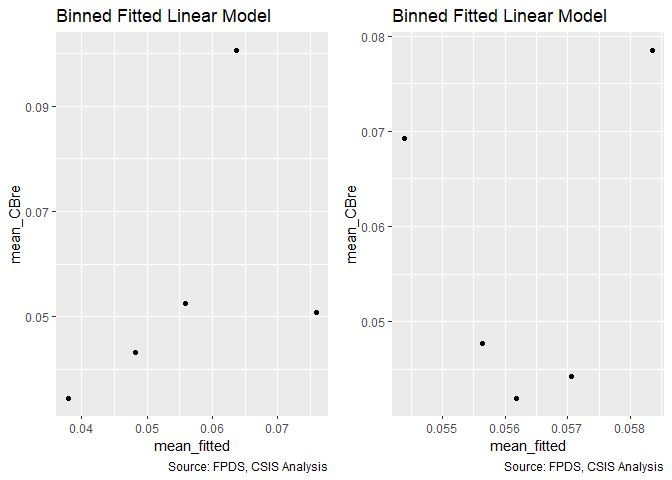 Binned Fitted Linear Model
mean_CBre
0.09
0.07
0.05
0.04 0.05 0.06 0.07
mean_fitted
Source: FPDS, CSIS Analysis
Binned Fitted Linear Model
mean_CBre
0.08
0.07
0.06
0.05
0.055 0.056 0.057 0.058
mean_fitted
Source: FPDS, CSIS Analysis